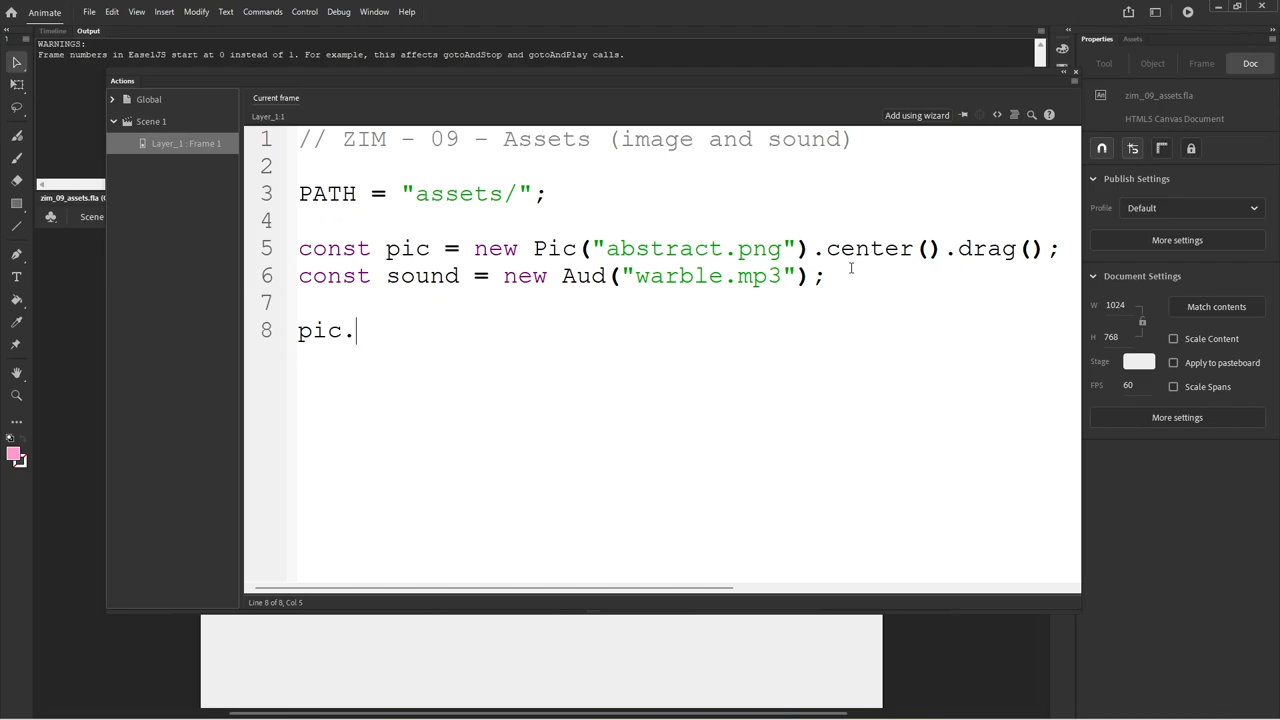 Animate File Edit View Insert Modify Text Commands Control Debug Window Help
Timeline Output
WARNINGS:
Frame numbers in EaselJS start at 0 instead of 1. For example, this affects gotoAndStop and gotoAndPlay calls.
Actions
Global
Scene 1
Layer_1 : Frame 1
Current frame
Layer_1:1
Add using wizard
1 // ZIM - 09 - Assets (image and sound)
2
3 PATH = "assets/";
4
5 const pic = new Pic("abstract.png").center().drag();
6 const sound = new Aud("warble.mp3");
7
8 pic.
Line 8 of 8, Col 5
zim_09_assets.fla (
Scene
Properties Assets
Tool Object Frame Doc
An zim_09_assets.fla
HTML5 Canvas Document
Publish Settings
Profile Default
More settings
Document Settings
W 1024 Match contents
H 768 Scale Content
Stage Apply to pasteboard
FPS 60 Scale Spans
More settings